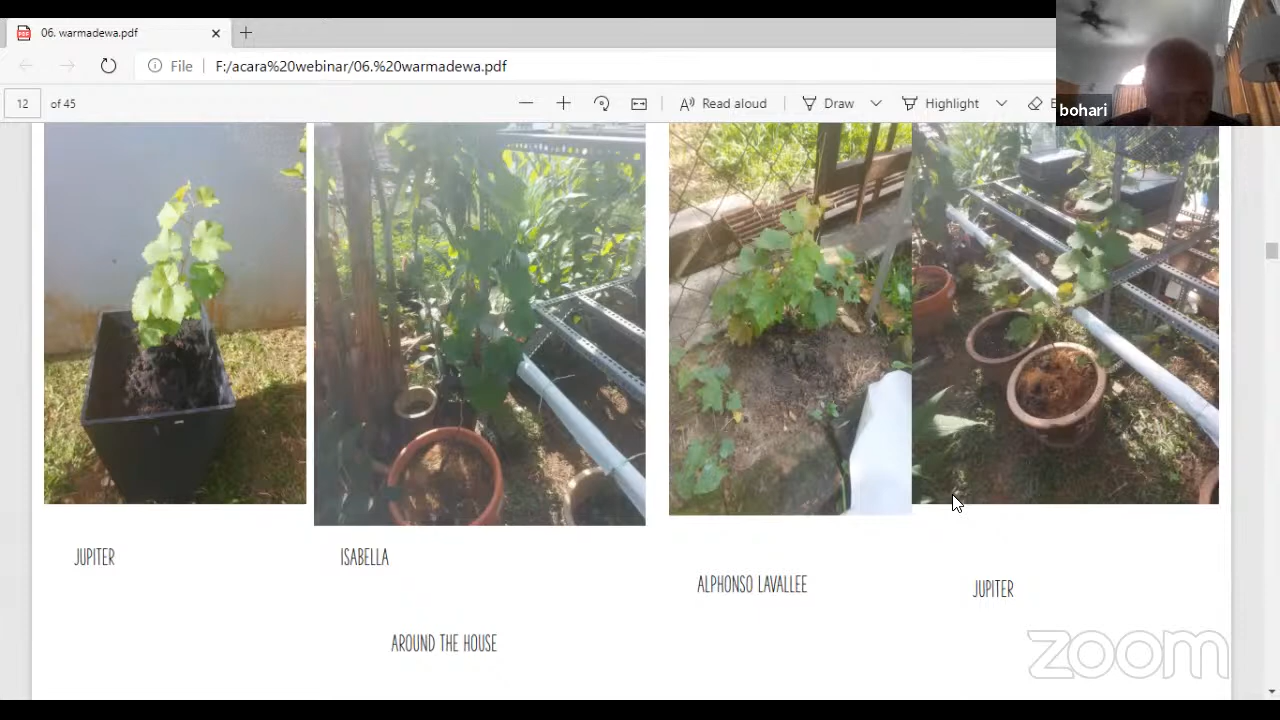 06. warmadewa.pdf
File
F:/acara%20webinar/06.%20warmadewa.pdf
12 of 45
Read aloud
Draw
Highlight
bohari
JUPITER
ISABELLA
ALPHONSO LAVALLEE
JUPITER
AROUND THE HOUSE
zoom